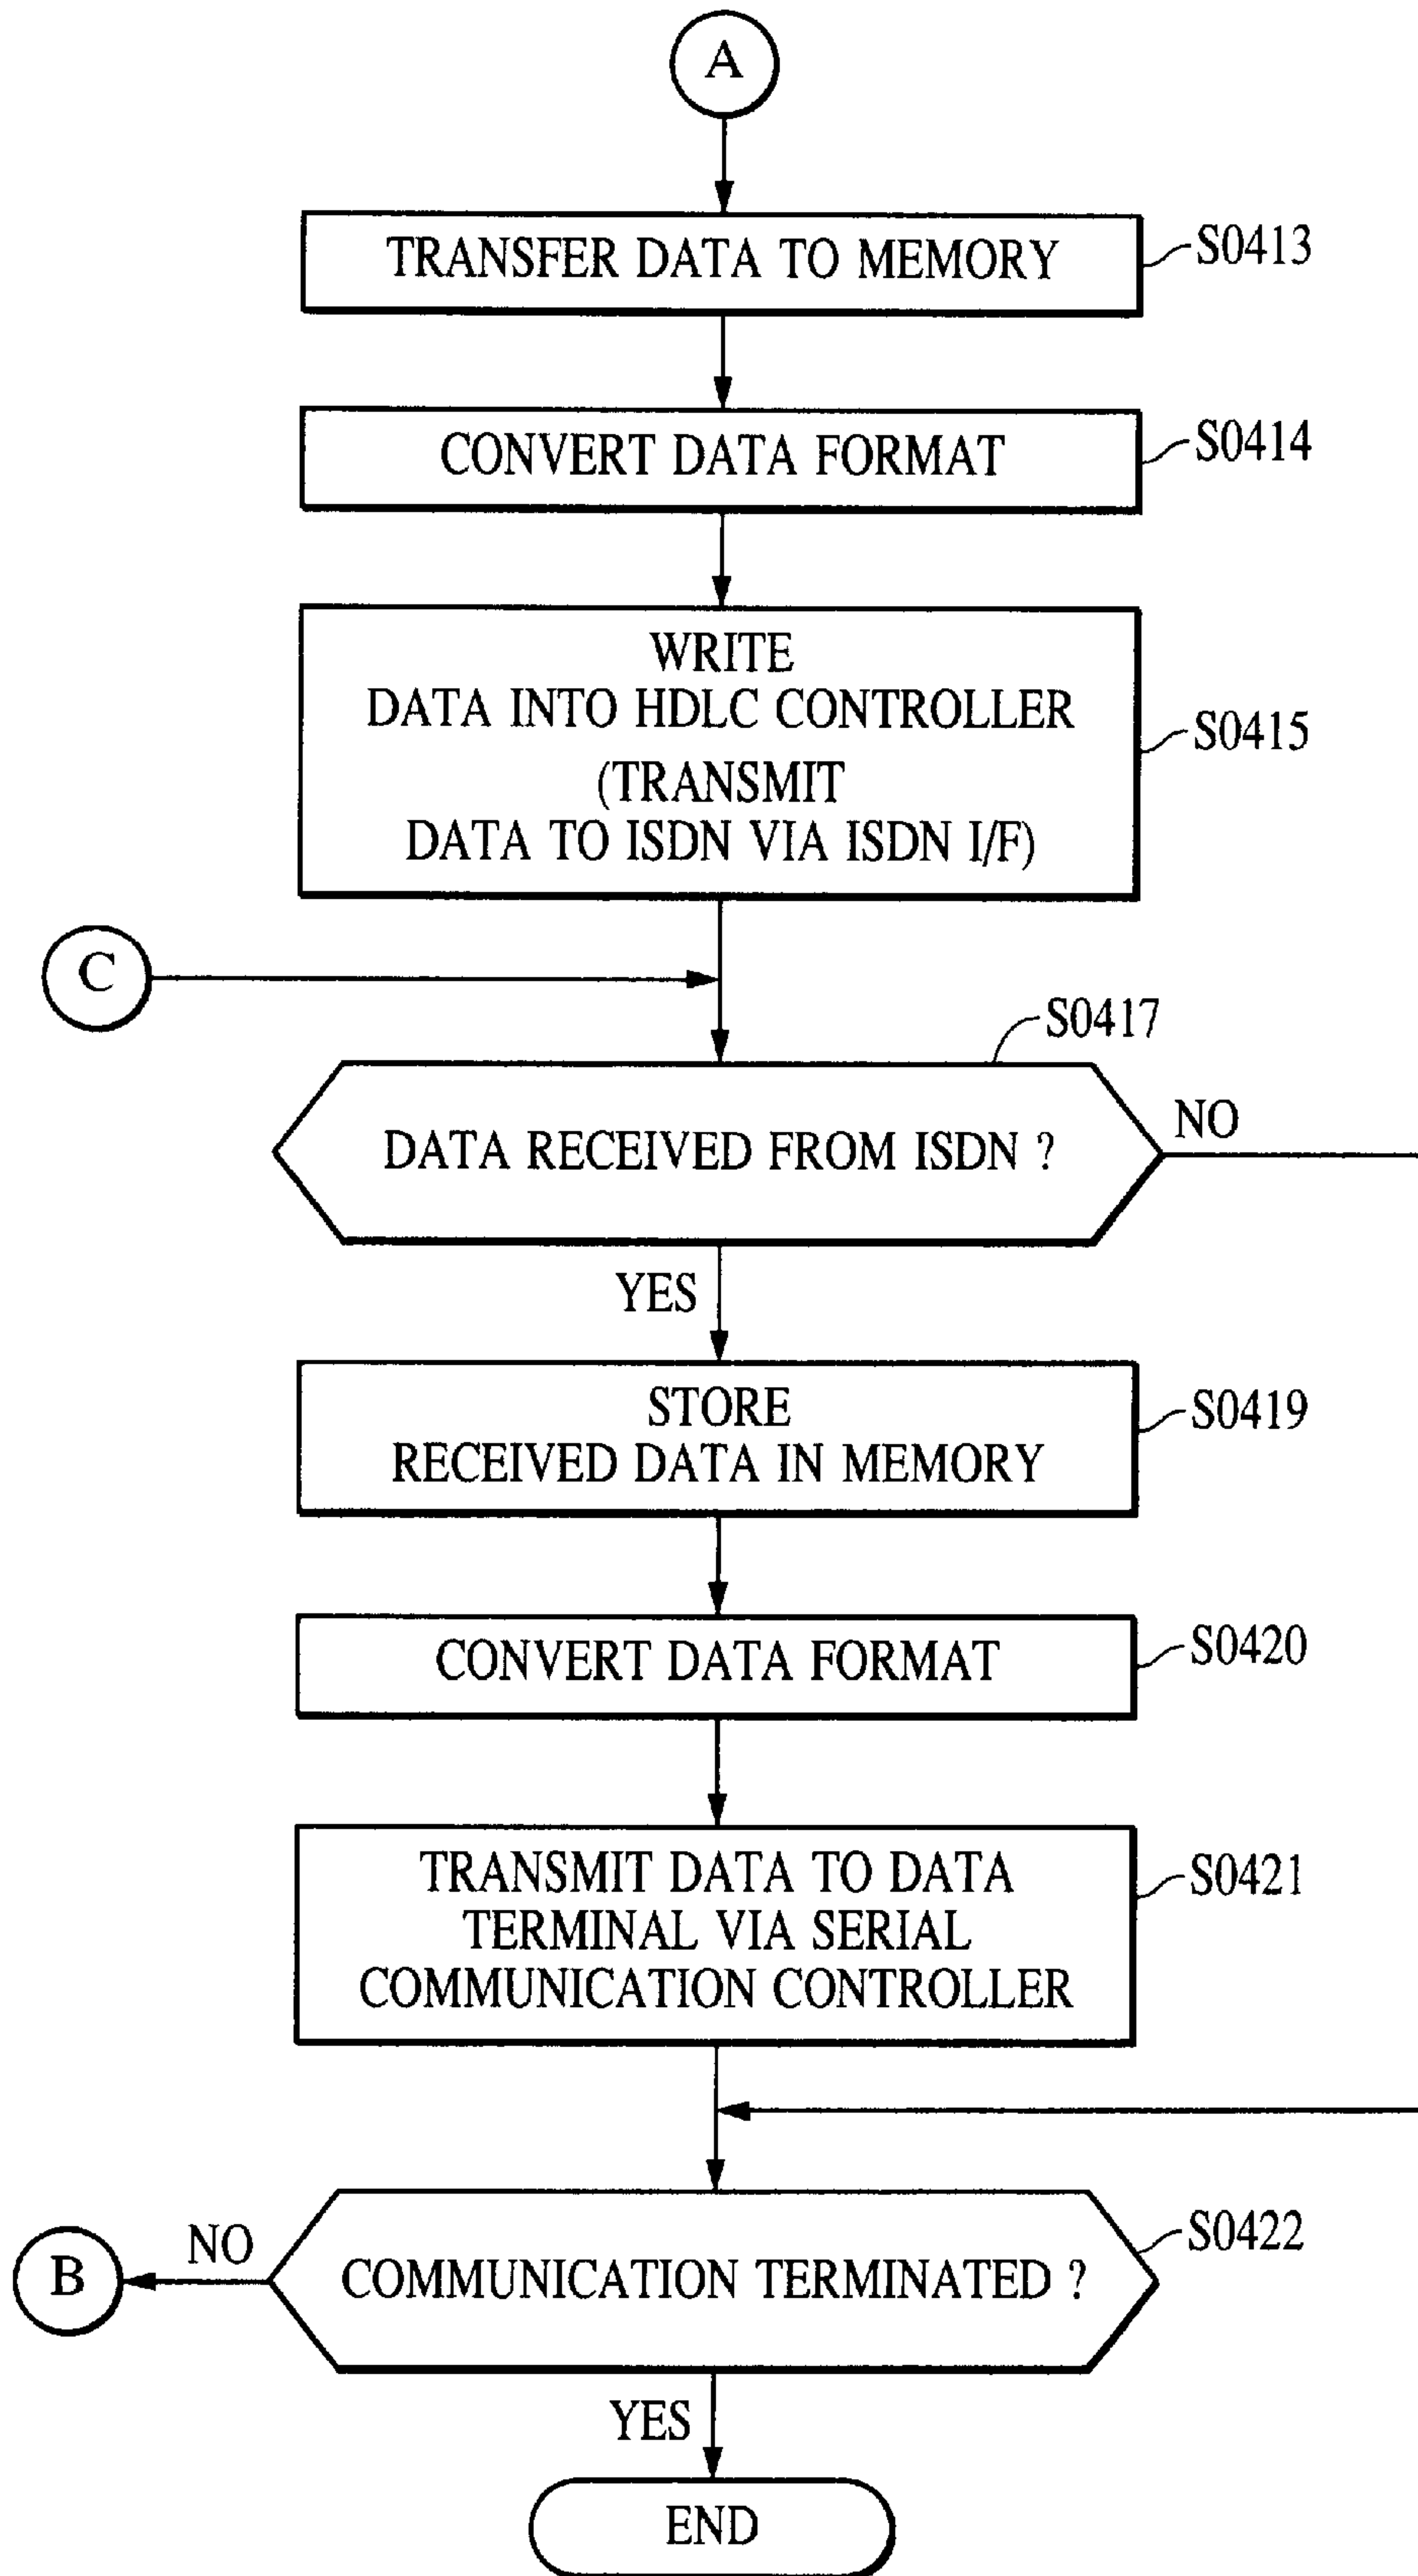 A
TRANSFER DATA TO MEMORY
S0413
CONVERT DATA FORMAT
S0414
WRITE
DATA INTO HDLC CONTROLLER
(TRANSMIT
DATA TO ISDN VIA ISDN I/F)
S0415
C
S0417
DATA RECEIVED FROM ISDN ?
NO
YES
STORE
RECEIVED DATA IN MEMORY
S0419
CONVERT DATA FORMAT
S0420
TRANSMIT DATA TO DATA
TERMINAL VIA SERIAL
COMMUNICATION CONTROLLER
S0421
B
NO
COMMUNICATION TERMINATED ?
S0422
YES
END